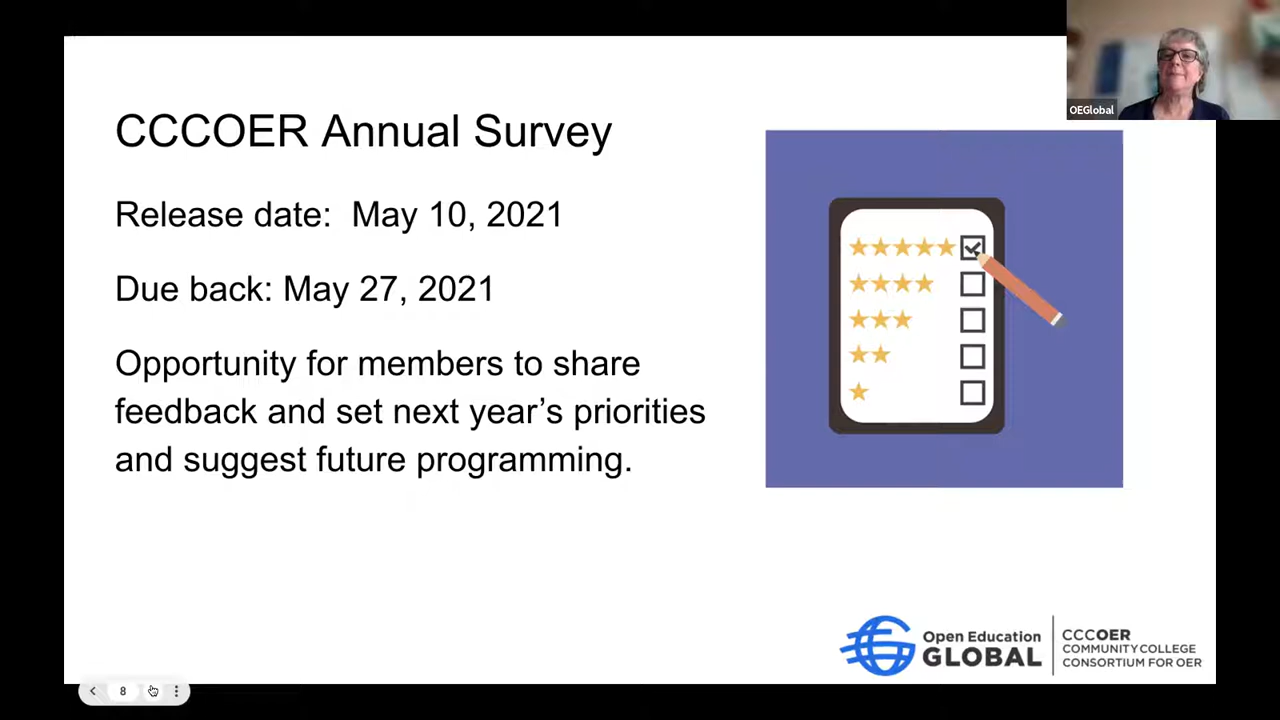 OEGlobal
CCCOER Annual Survey
Release date:  May 10, 2021
Due back: May 27, 2021
Opportunity for members to share
feedback and set next year’s priorities
and suggest future programming.
Open Education
GLOBAL
CCCOER
COMMUNITY COLLEGE
CONSORTIUM FOR OER
8